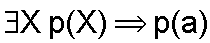 ∃X p(X) ⇒ p(a)